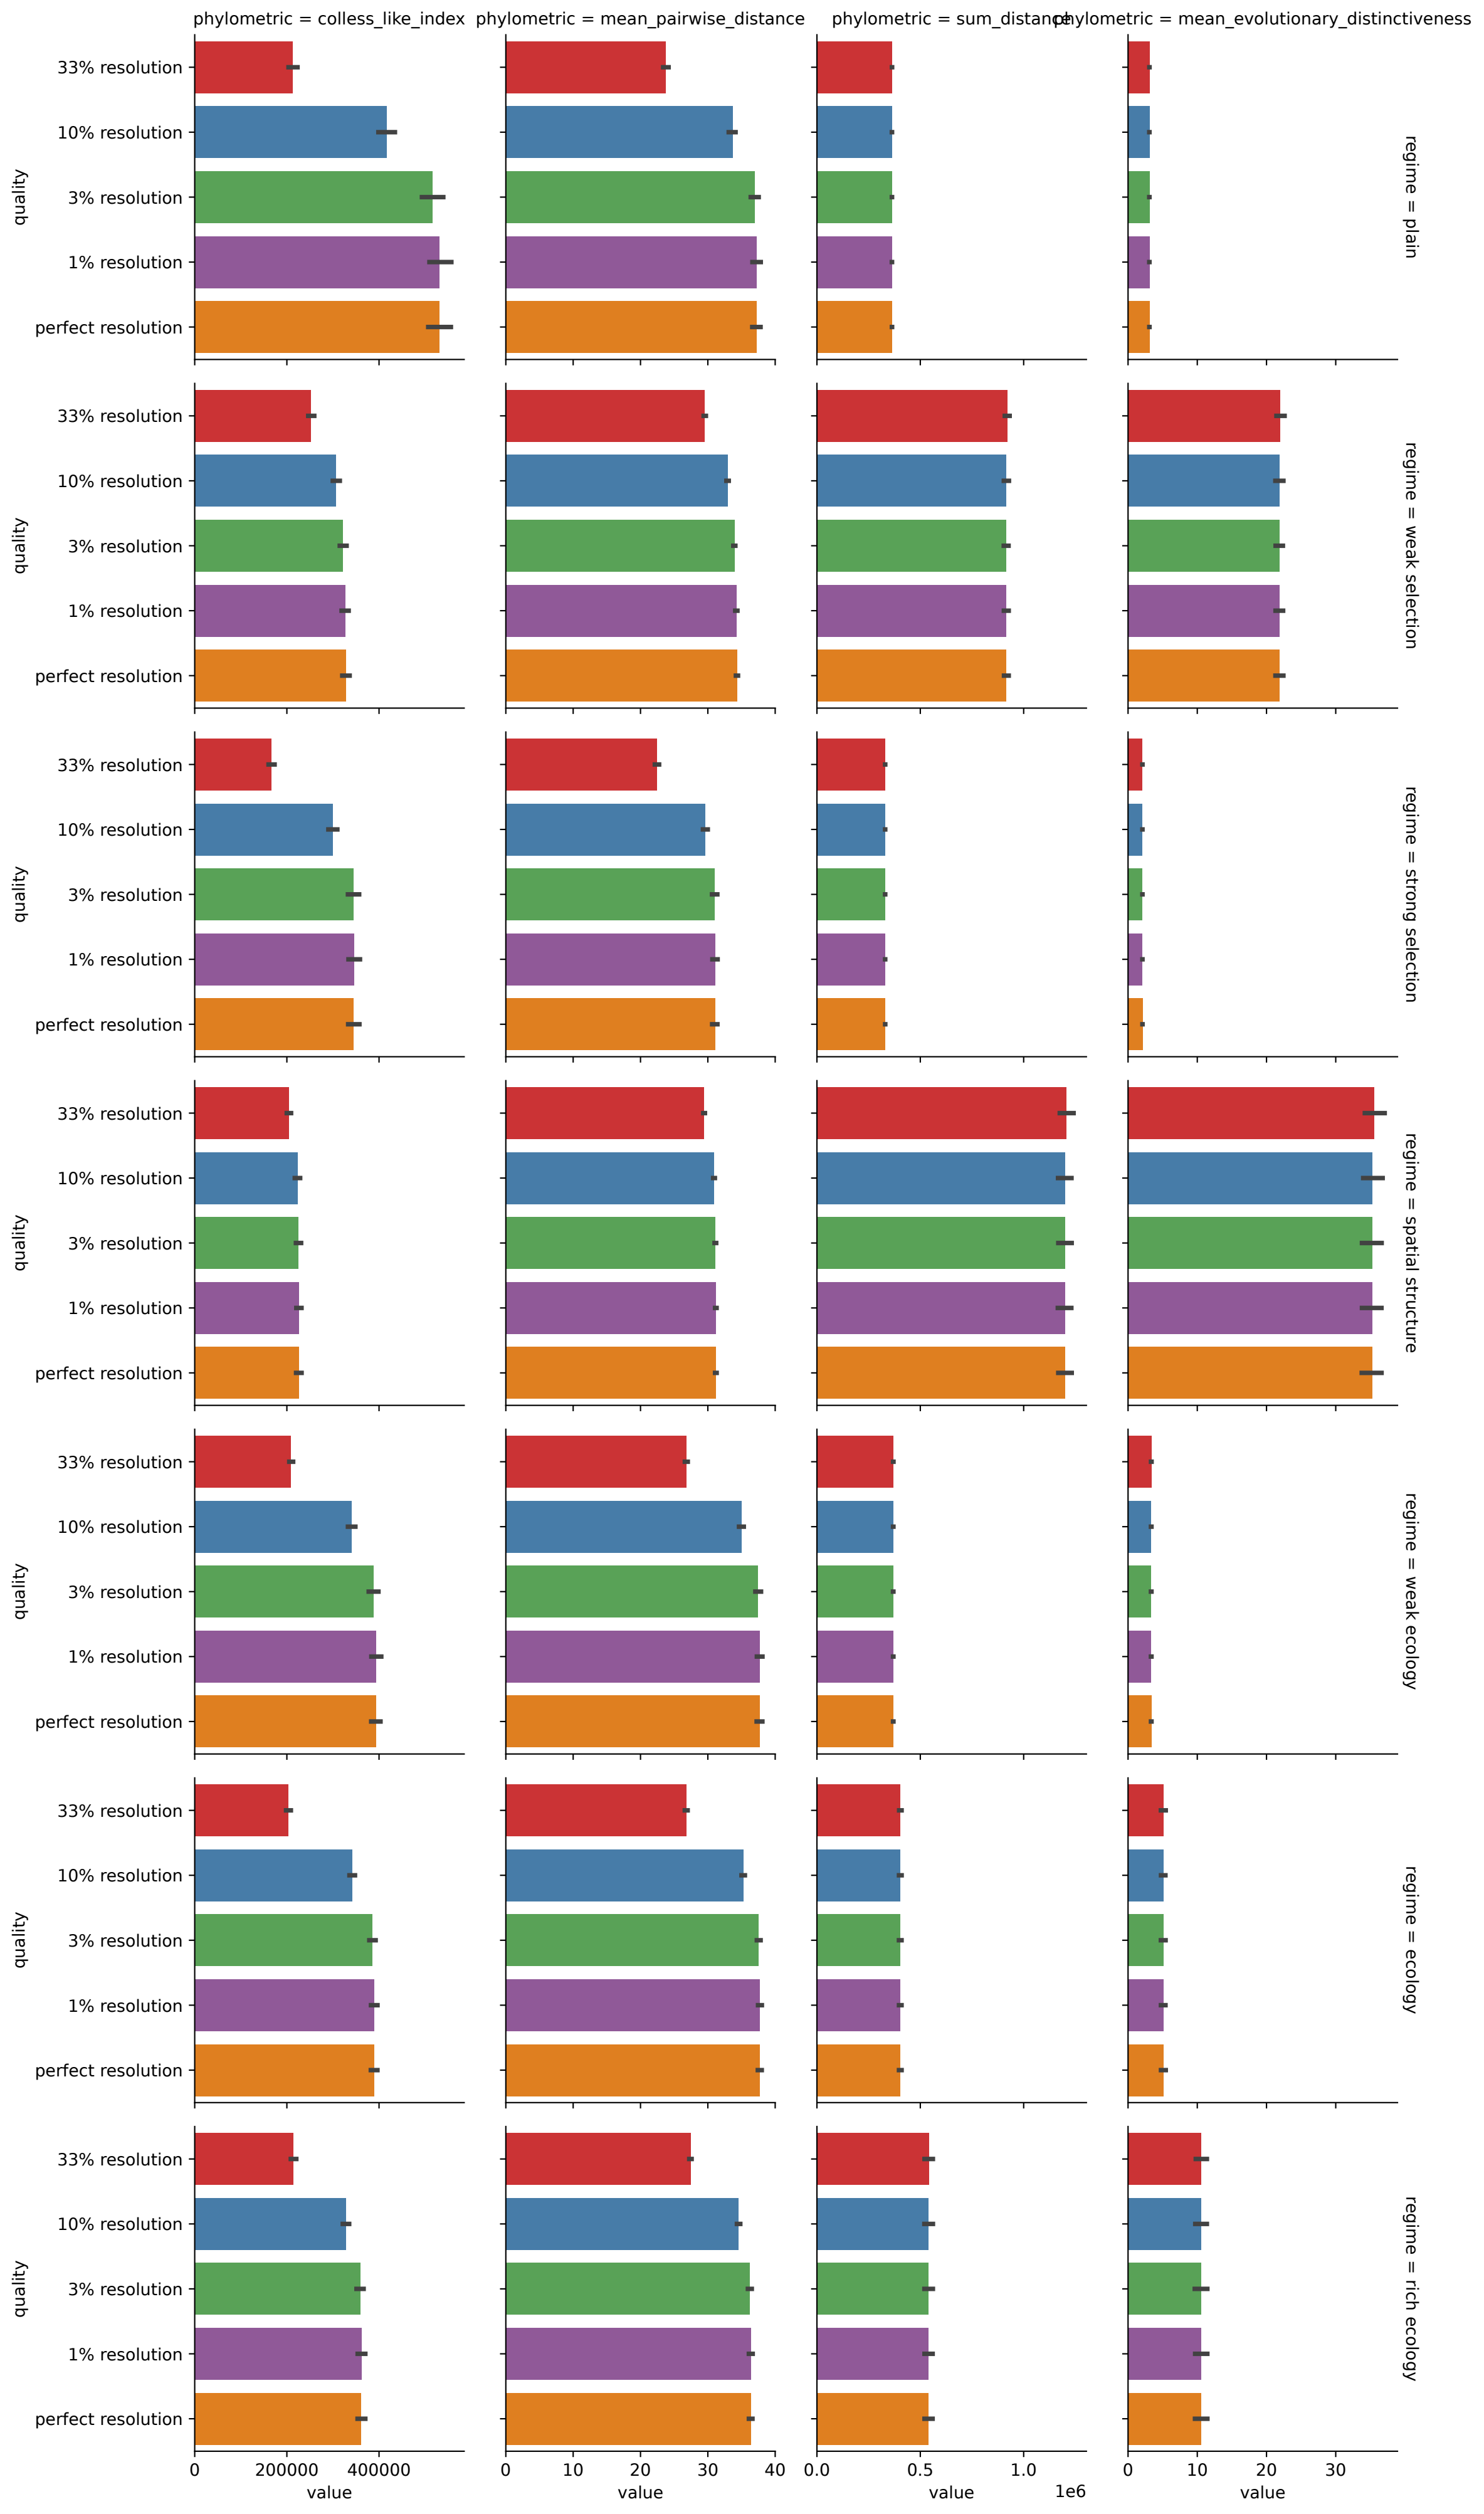 phylometric = colless_like_index phylometric = mean_pairwise_distance phylometric = sum_distance phylometric = mean_evolutionary_distinctiveness
33% resolution
10% resolution
3% resolution
1% resolution
perfect resolution
quality
regime = plain
33% resolution
10% resolution
3% resolution
1% resolution
perfect resolution
quality
regime = weak selection
33% resolution
10% resolution
3% resolution
1% resolution
perfect resolution
quality
regime = strong selection
33% resolution
10% resolution
3% resolution
1% resolution
perfect resolution
quality
regime = spatial structure
33% resolution
10% resolution
3% resolution
1% resolution
perfect resolution
quality
regime = weak ecology
33% resolution
10% resolution
3% resolution
1% resolution
perfect resolution
quality
regime = ecology
33% resolution
10% resolution
3% resolution
1% resolution
perfect resolution
quality
regime = rich ecology
0 200000 400000 0 10 20 30 40 0.0 0.5 1.0 0 10 20 30
1e6
value value value value